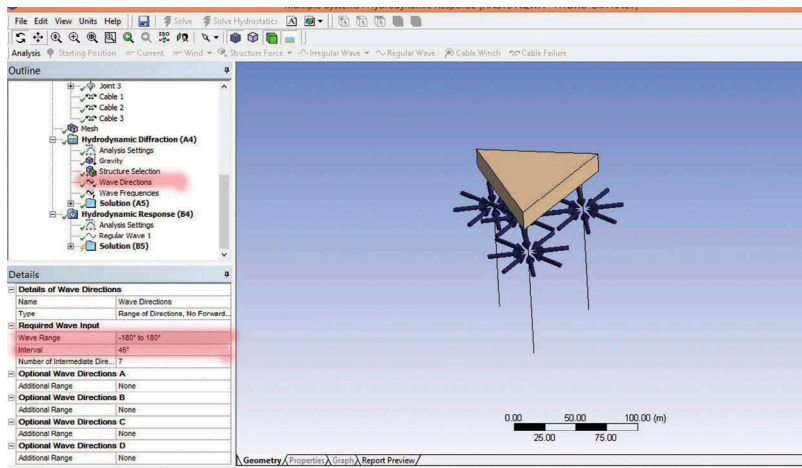 File Edit View Units Help Solve Solve Hydrostatics A
ISO
Analysis Starting Position Current Wind Structure Force Irregular Wave Regular Wave Cable Winch Cable Failure
Outline
Joint 3
Cable 1
Cable 2
Cable 3
Mesh
Hydrodynamic Diffraction (A4)
Analysis Settings
Gravity
Structure Selection
Wave Directions
Wave Frequencies
Solution (A5)
Hydrodynamic Response (B4)
Analysis Settings
Regular Wave 1
Solution (B5)
Details
Details of Wave Directions
Name Wave Directions
Type Range of Directions, No Forward...
Required Wave Input
Wave Range -180° to 180°
Interval 45°
Number of Intermediate Dire... 7
Optional Wave Directions A
Additional Range None
Optional Wave Directions B
Additional Range None
Optional Wave Directions C
Additional Range None
Optional Wave Directions D
Additional Range None
0.00 50.00 100.00 (m)
25.00 75.00
Geometry Properties Graph Report Preview